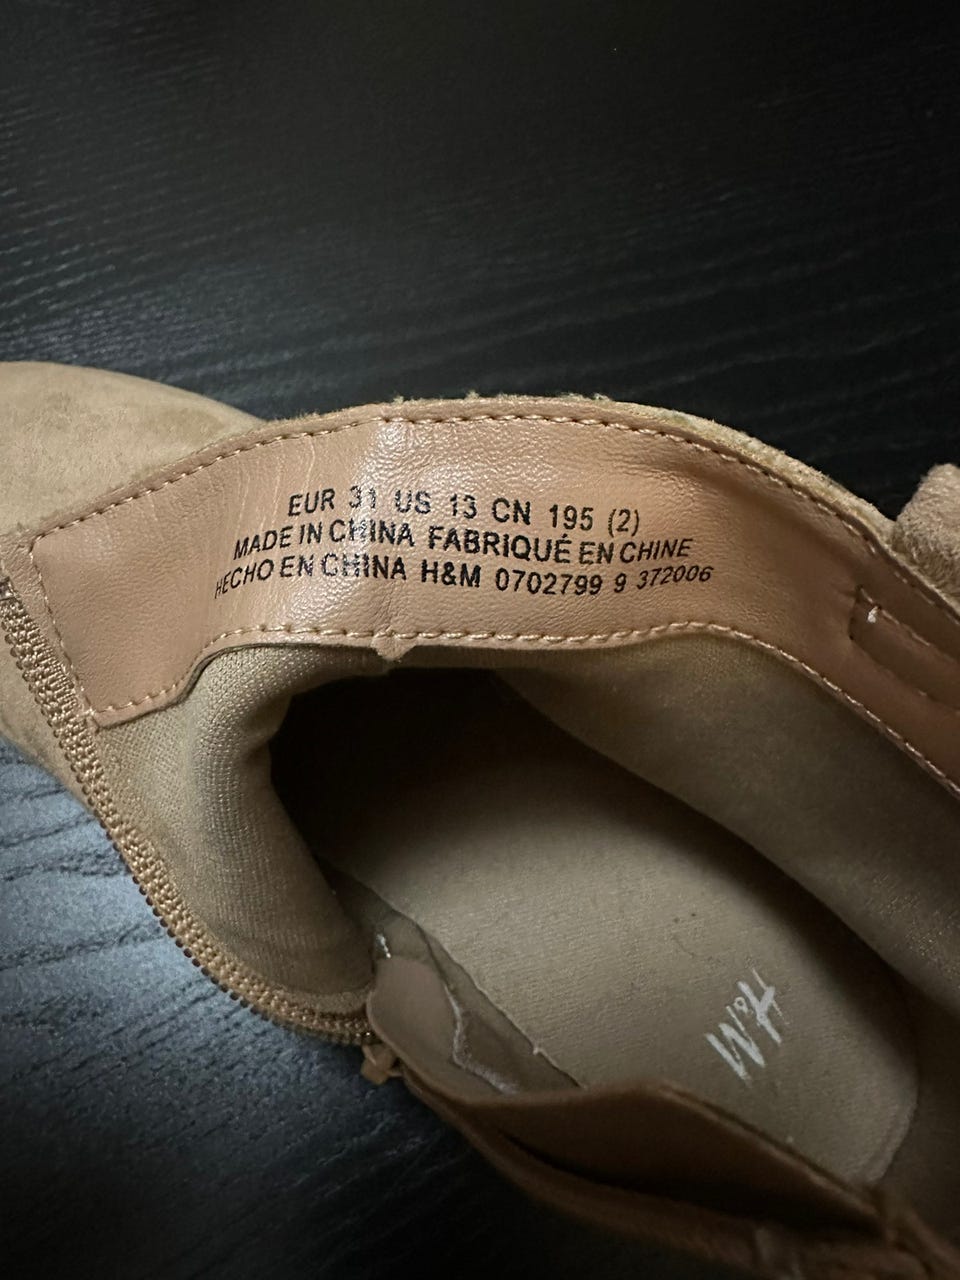 EUR 31 US 13 CN 195 (2)
MADE IN CHINA FABRIQUÉ EN CHINE
HECHO EN CHINA H&M 0702799 9 372006
H&M